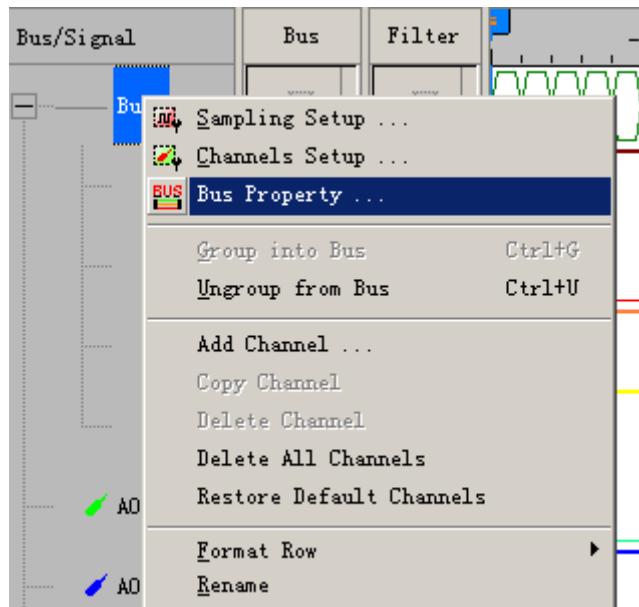 Bus/Signal Bus Filter
Bu
Sampling Setup ...
Channels Setup ...
BUS Bus Property ...
Group into Bus Ctrl+G
Ungroup from Bus Ctrl+U
Add Channel ...
Copy Channel
Delete Channel
Delete All Channels
A0 Restore Default Channels
Format Row
A0 Rename